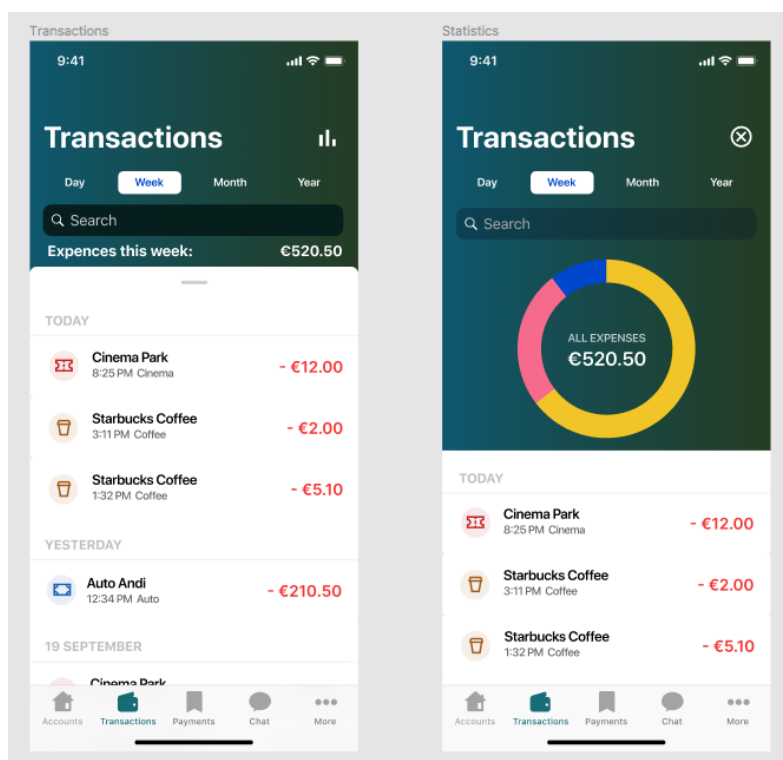 Transactions
9:41
Transactions
Day Week Month Year
Search
Expences this week: €520.50
TODAY
Cinema Park
8:25 PM Cinema
- €12.00
Starbucks Coffee
3:11 PM Coffee
- €2.00
Starbucks Coffee
1:32 PM Coffee
- €5.10
YESTERDAY
Auto Andi
12:34 PM Auto
- €210.50
19 SEPTEMBER
Cinema Park
Accounts Transactions Payments Chat More
Statistics
9:41
Transactions
Day Week Month Year
Search
ALL EXPENSES
€520.50
TODAY
Cinema Park
8:25 PM Cinema
- €12.00
Starbucks Coffee
3:11 PM Coffee
- €2.00
Starbucks Coffee
1:32 PM Coffee
- €5.10
Accounts Transactions Payments Chat More